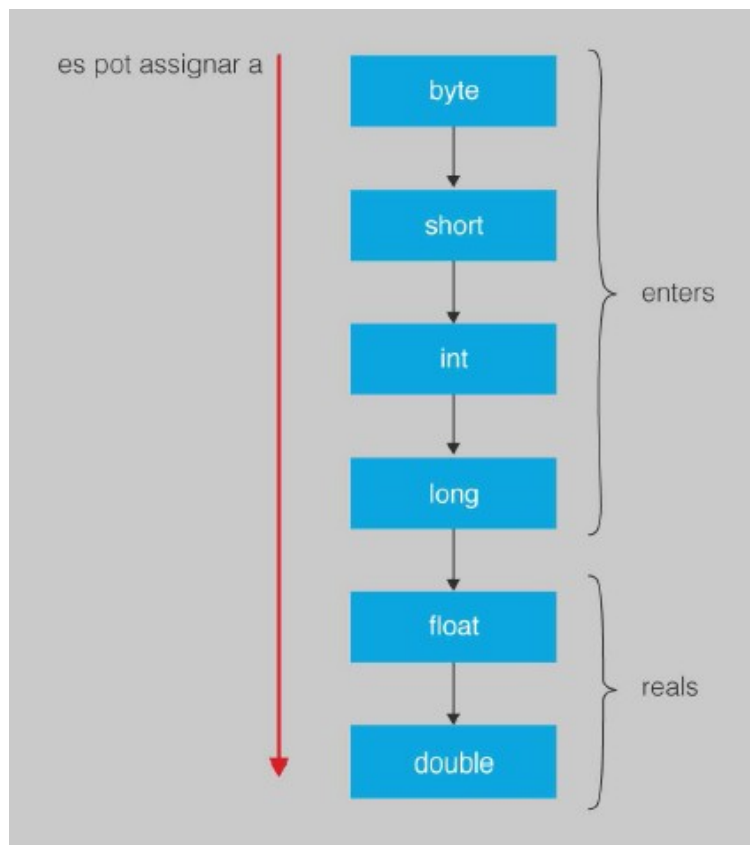 es pot assignar a
byte
short
int
long
float
double
enters
reals